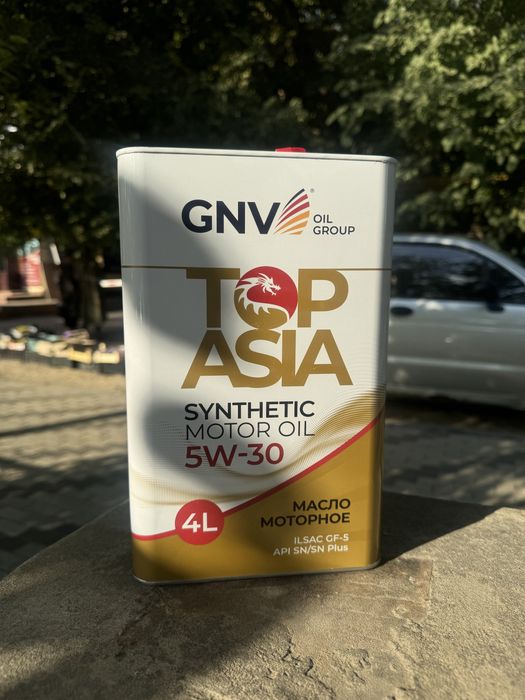 GNV
OIL
GROUP
TOP
ASIA
SYNTHETIC
MOTOR OIL
5W-30
4L
МАСЛО
МОТОРНОЕ
ILSAC GF-5
API SN/SN Plus